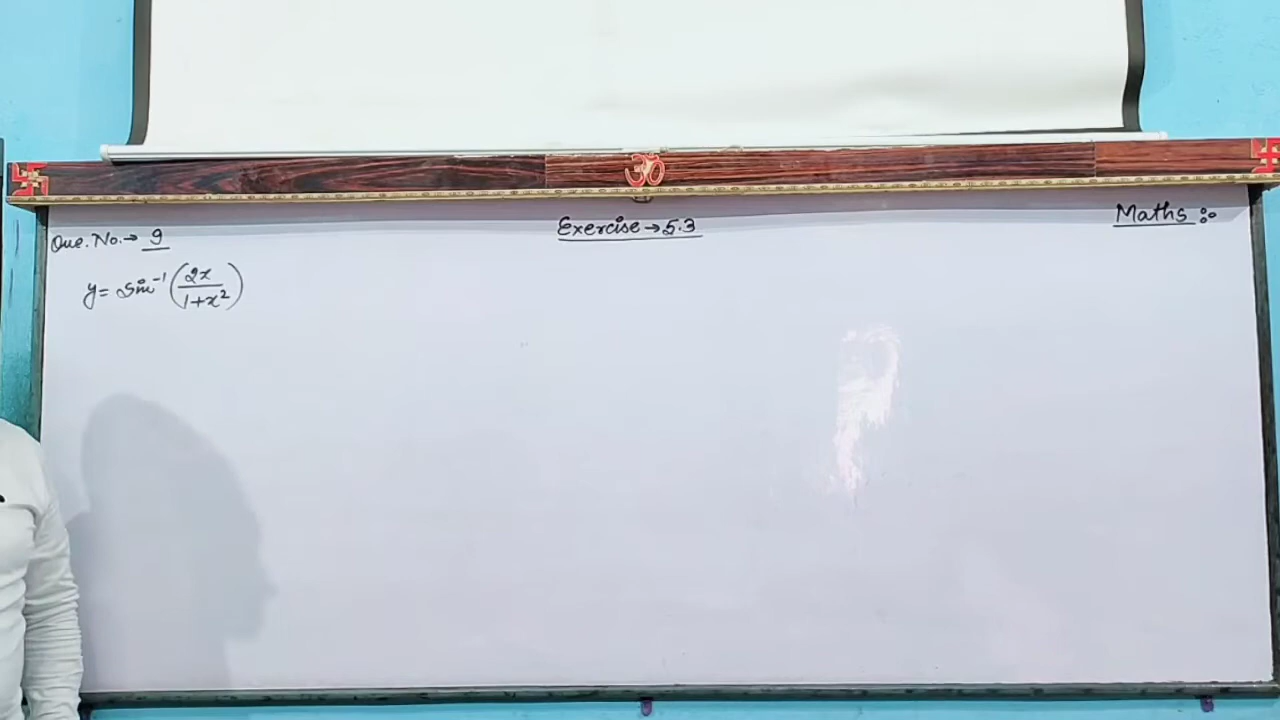 ॐ
Exercise → 5.3
Maths :-
Que. No. → 9
y = sin⁻¹ (2x / 1+x²)